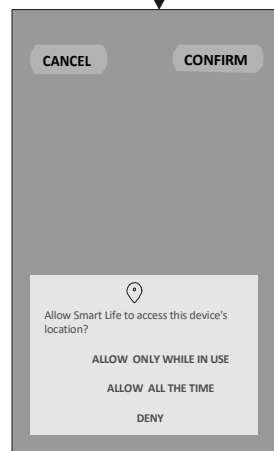 CANCEL
CONFIRM
Allow Smart Life to access this device's
location?
ALLOW ONLY WHILE IN USE
ALLOW ALL THE TIME
DENY